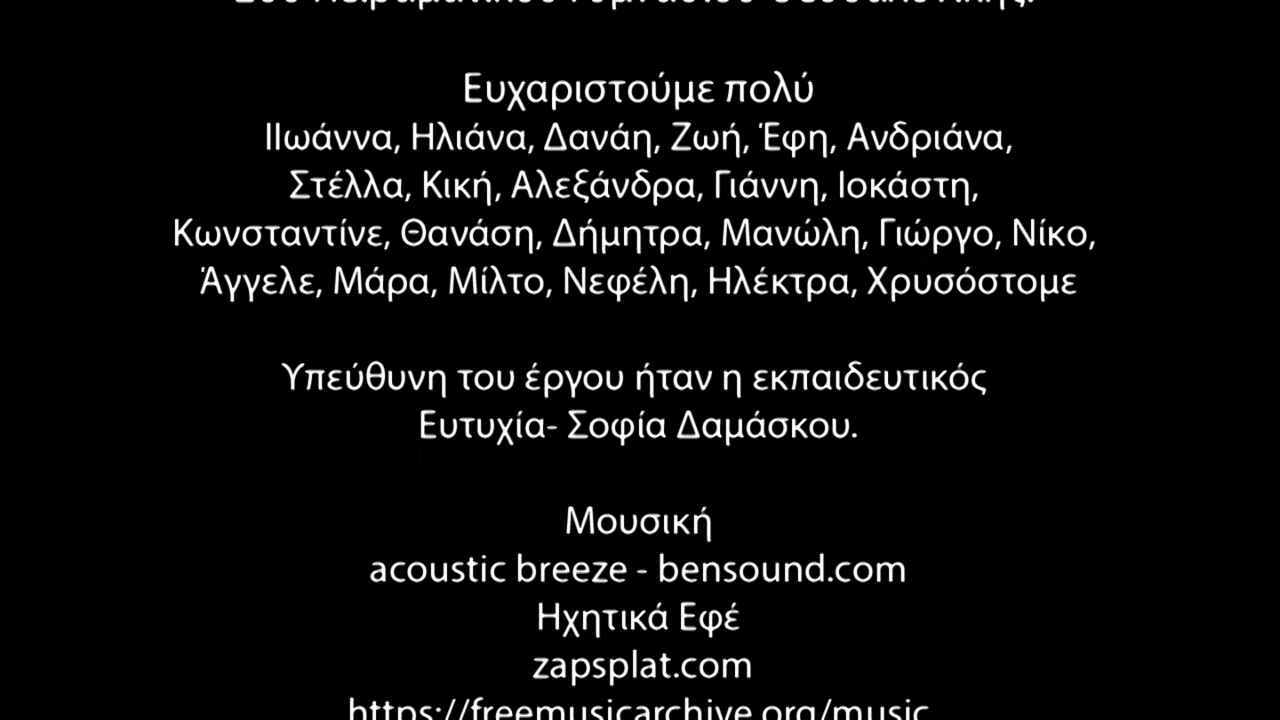 Ευχαριστούμε πολύ
ΙΙωάννα, Ηλιάνα, Δανάη, Ζωή, Έφη, Ανδριάνα,
Στέλλα, Κική, Αλεξάνδρα, Γιάννη, Ιοκάστη,
Κωνσταντίνε, Θανάση, Δήμητρα, Μανώλη, Γιώργο, Νίκο,
Άγγελε, Μάρα, Μίλτο, Νεφέλη, Ηλέκτρα, Χρυσόστομε
Υπεύθυνη του έργου ήταν η εκπαιδευτικός
Ευτυχία- Σοφία Δαμάσκου.
Μουσική
acoustic breeze - bensound.com
Ηχητικά Εφέ
zapsplat.com
https://freemusicarchive.org/music